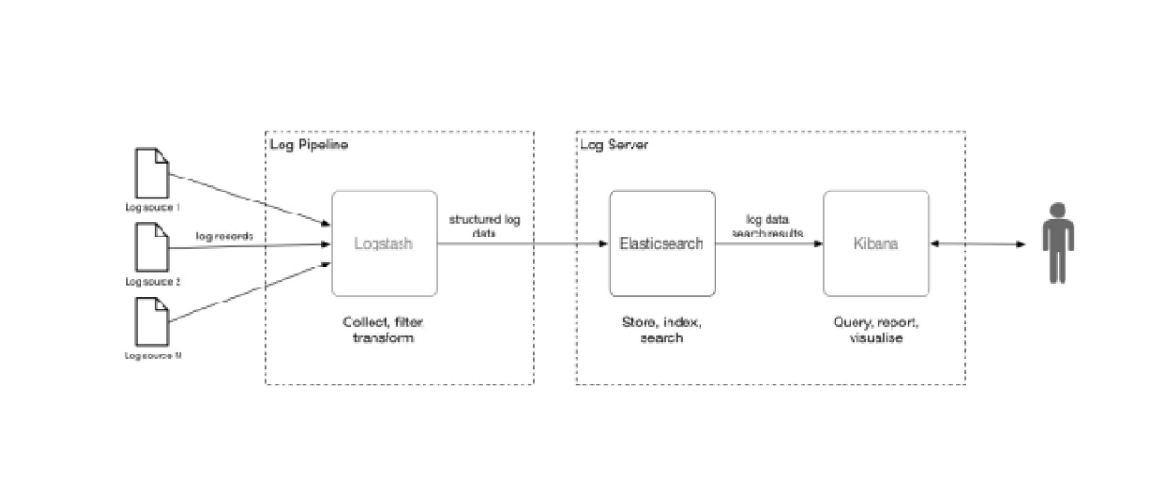 Log Pipeline
Log Server
Log source 1
log records
Log source 2
Log source N
Logstash
Collect, filter,
transform
structured log
data
Elasticsearch
Store, index,
search
log data
search results
Kibana
Query, report,
visualise